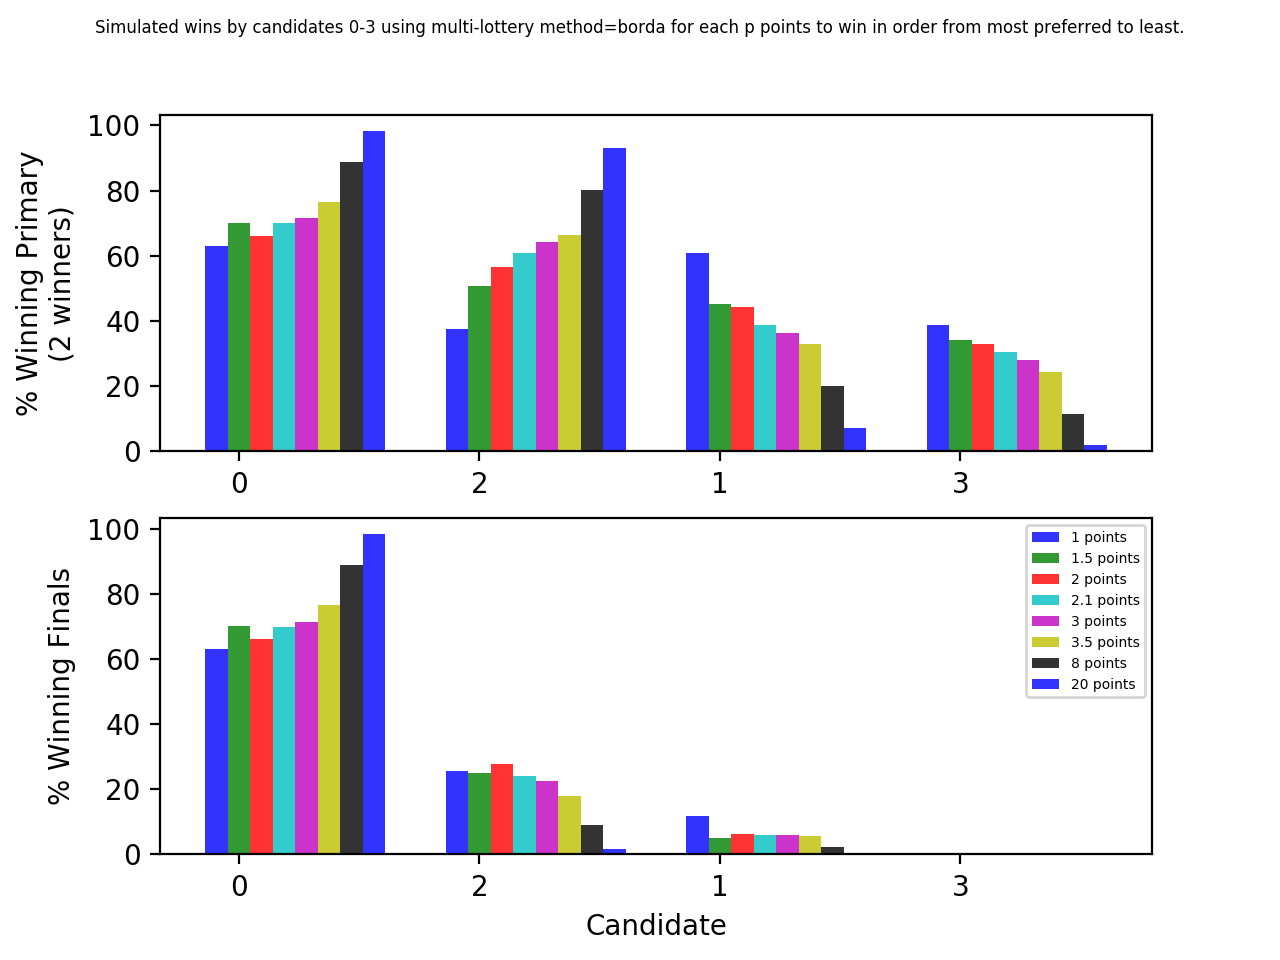 Simulated wins by candidates 0-3 using multi-lottery method=borda for each p points to win in order from most preferred to least.
% Winning Primary
(2 winners)
100
80
60
40
20
0
0 2 1 3
% Winning Finals
100
80
60
40
20
0
1 points
1.5 points
2 points
2.1 points
3 points
3.5 points
8 points
20 points
0 2 1 3
Candidate